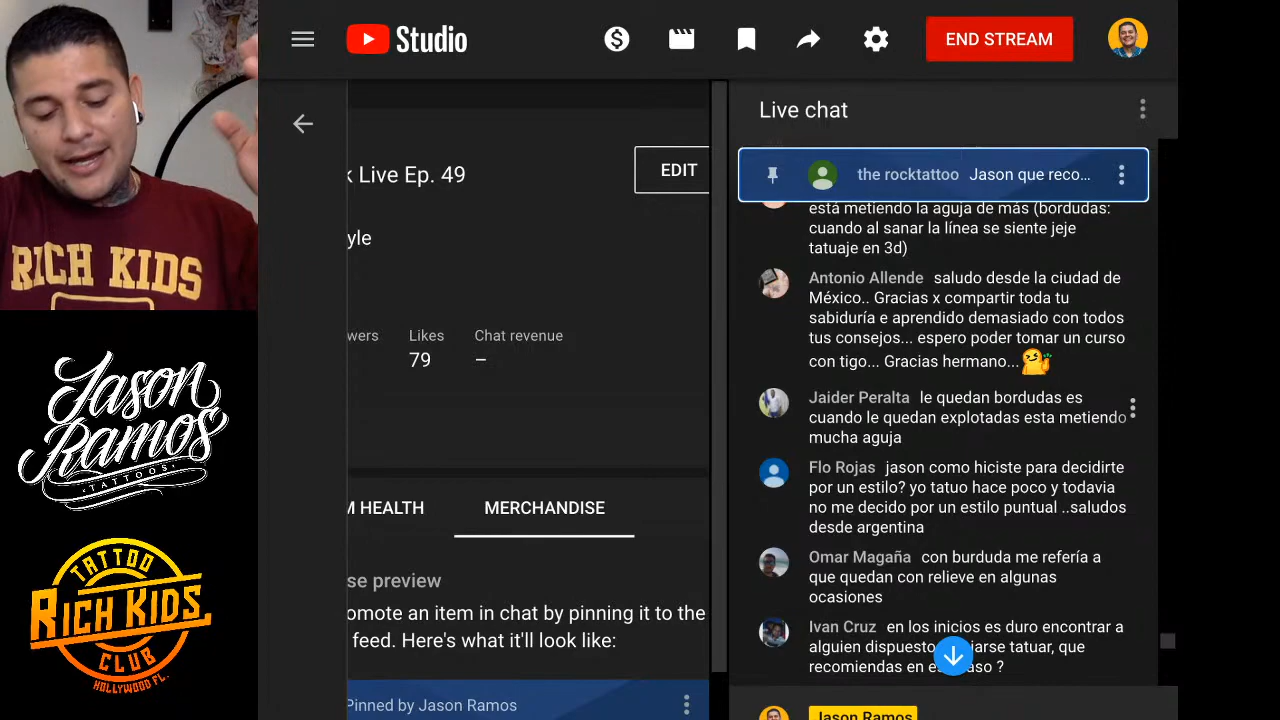 RICH KIDS
Jason
Ramos
TATTOOS
TATTOO
RICH KIDS
CLUB
HOLLYWOOD FL.
Studio
END STREAM
k Live Ep. 49
EDIT
yle
wers
Likes
Chat revenue
79
–
M HEALTH
MERCHANDISE
se preview
omote an item in chat by pinning it to the
feed. Here's what it'll look like:
Pinned by Jason Ramos
Live chat
the rocktattoo Jason que reco...
está metiendo la aguja de más (bordudas:
cuando al sanar la línea se siente jeje
tatuaje en 3d)
Antonio Allende saludo desde la ciudad de
México.. Gracias x compartir toda tu
sabiduría e aprendido demasiado con todos
tus consejos... espero poder tomar un curso
con tigo... Gracias hermano...
Jaider Peralta le quedan bordudas es
cuando le quedan explotadas esta metiendo
mucha aguja
Flo Rojas jason como hiciste para decidirte
por un estilo? yo tatuo hace poco y todavia
no me decido por un estilo puntual ..saludos
desde argentina
Omar Magaña con burduda me refería a
que quedan con relieve en algunas
ocasiones
Ivan Cruz en los inicios es duro encontrar a
alguien dispuesto iarse tatuar, que
recomiendas en e aso ?
Jason Ramos